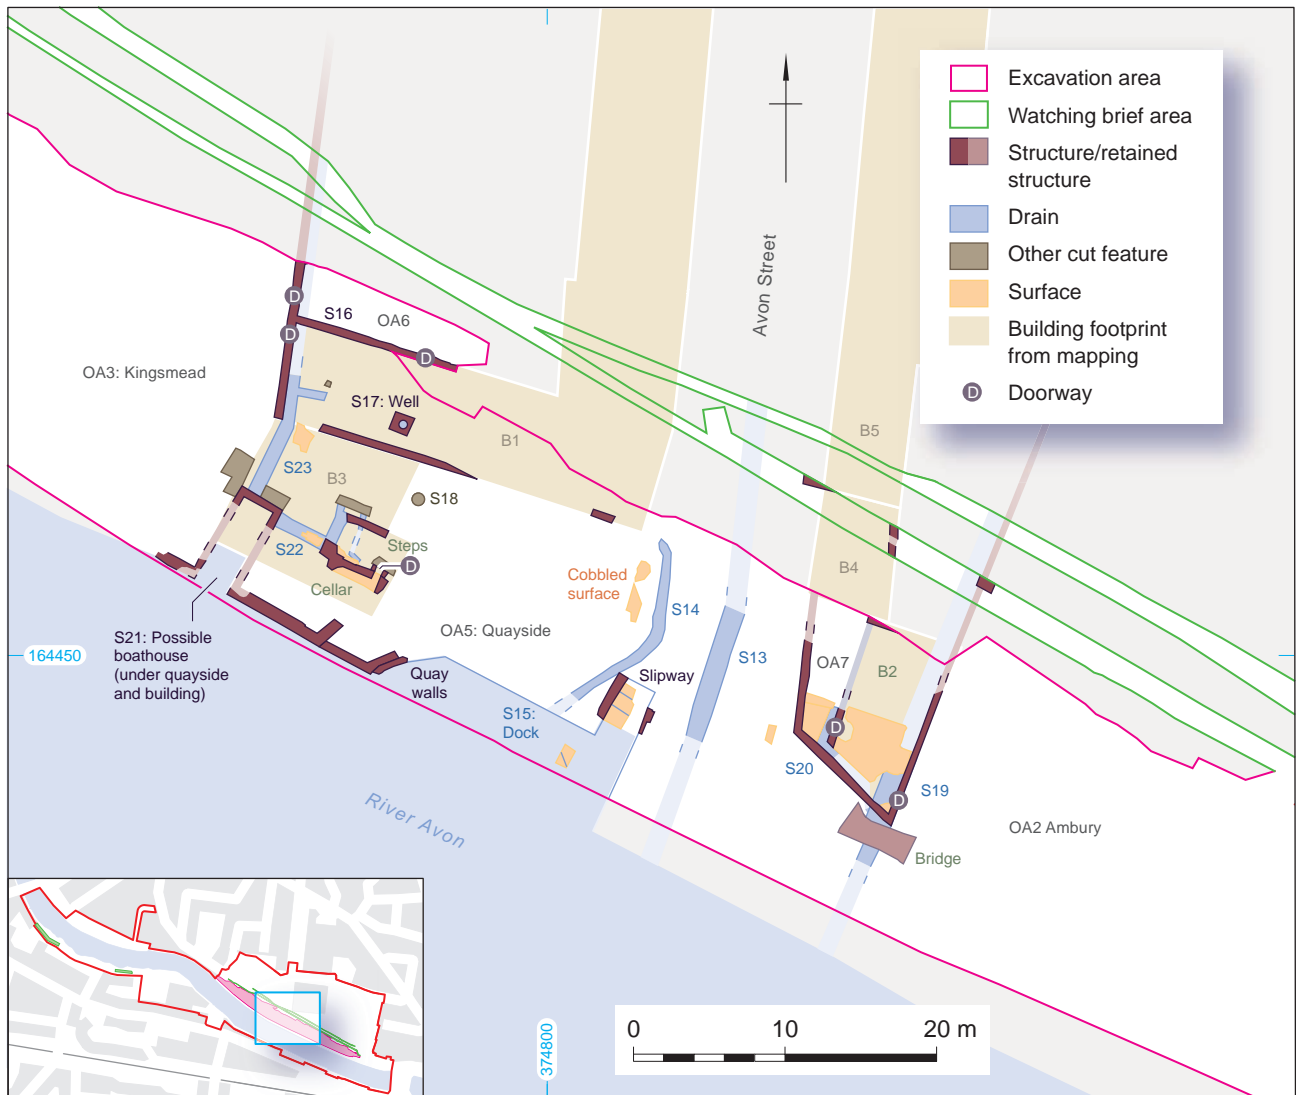 Excavation area
Watching brief area
Structure/retained
structure
Drain
Other cut feature
Surface
Building footprint
from mapping
D Doorway
Avon Street
D
S16
OA6
D
D
OA3: Kingsmead
S17: Well
B1
B5
S23
B3
S18
S22
Steps
D
Cellar
Cobbled
surface
B4
S14
OA5: Quayside
S13
OA7
B2
164450
S21: Possible
boathouse
(under quayside
and building)
Quay
walls
Slipway
S15:
Dock
D
S20
S19
D
OA2 Ambury
River Avon
Bridge
0 10 20 m
374800